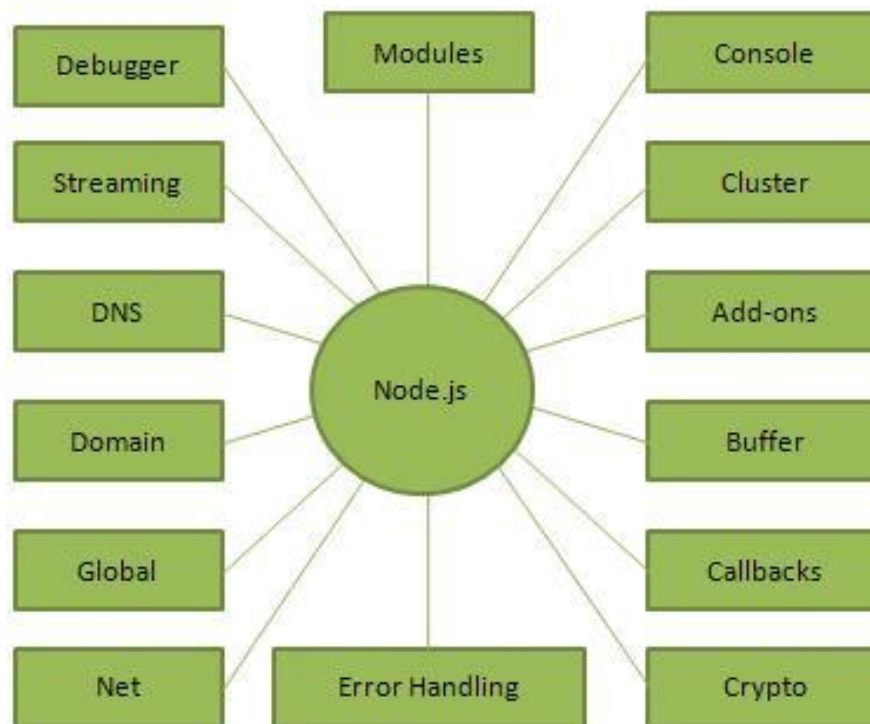 Debugger
Modules
Console
Streaming
Cluster
DNS
Add-ons
Node.js
Domain
Buffer
Global
Callbacks
Net
Error Handling
Crypto